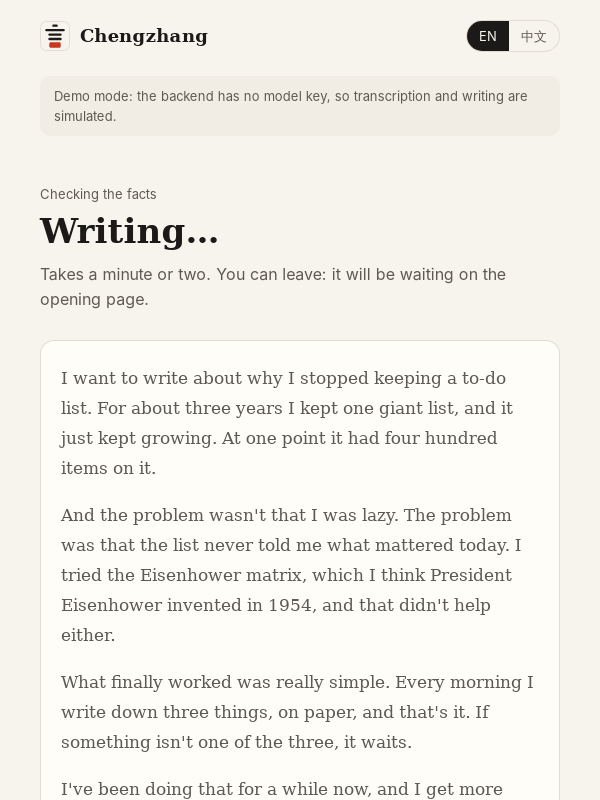 Chengzhang
EN
中文
Demo mode: the backend has no model key, so transcription and writing are
simulated.
Checking the facts
Writing...
Takes a minute or two. You can leave: it will be waiting on the
opening page.
I want to write about why I stopped keeping a to-do
list. For about three years I kept one giant list, and it
just kept growing. At one point it had four hundred
items on it.
And the problem wasn't that I was lazy. The problem
was that the list never told me what mattered today. I
tried the Eisenhower matrix, which I think President
Eisenhower invented in 1954, and that didn't help
either.
What finally worked was really simple. Every morning I
write down three things, on paper, and that's it. If
something isn't one of the three, it waits.
I've been doing that for a while now, and I get more